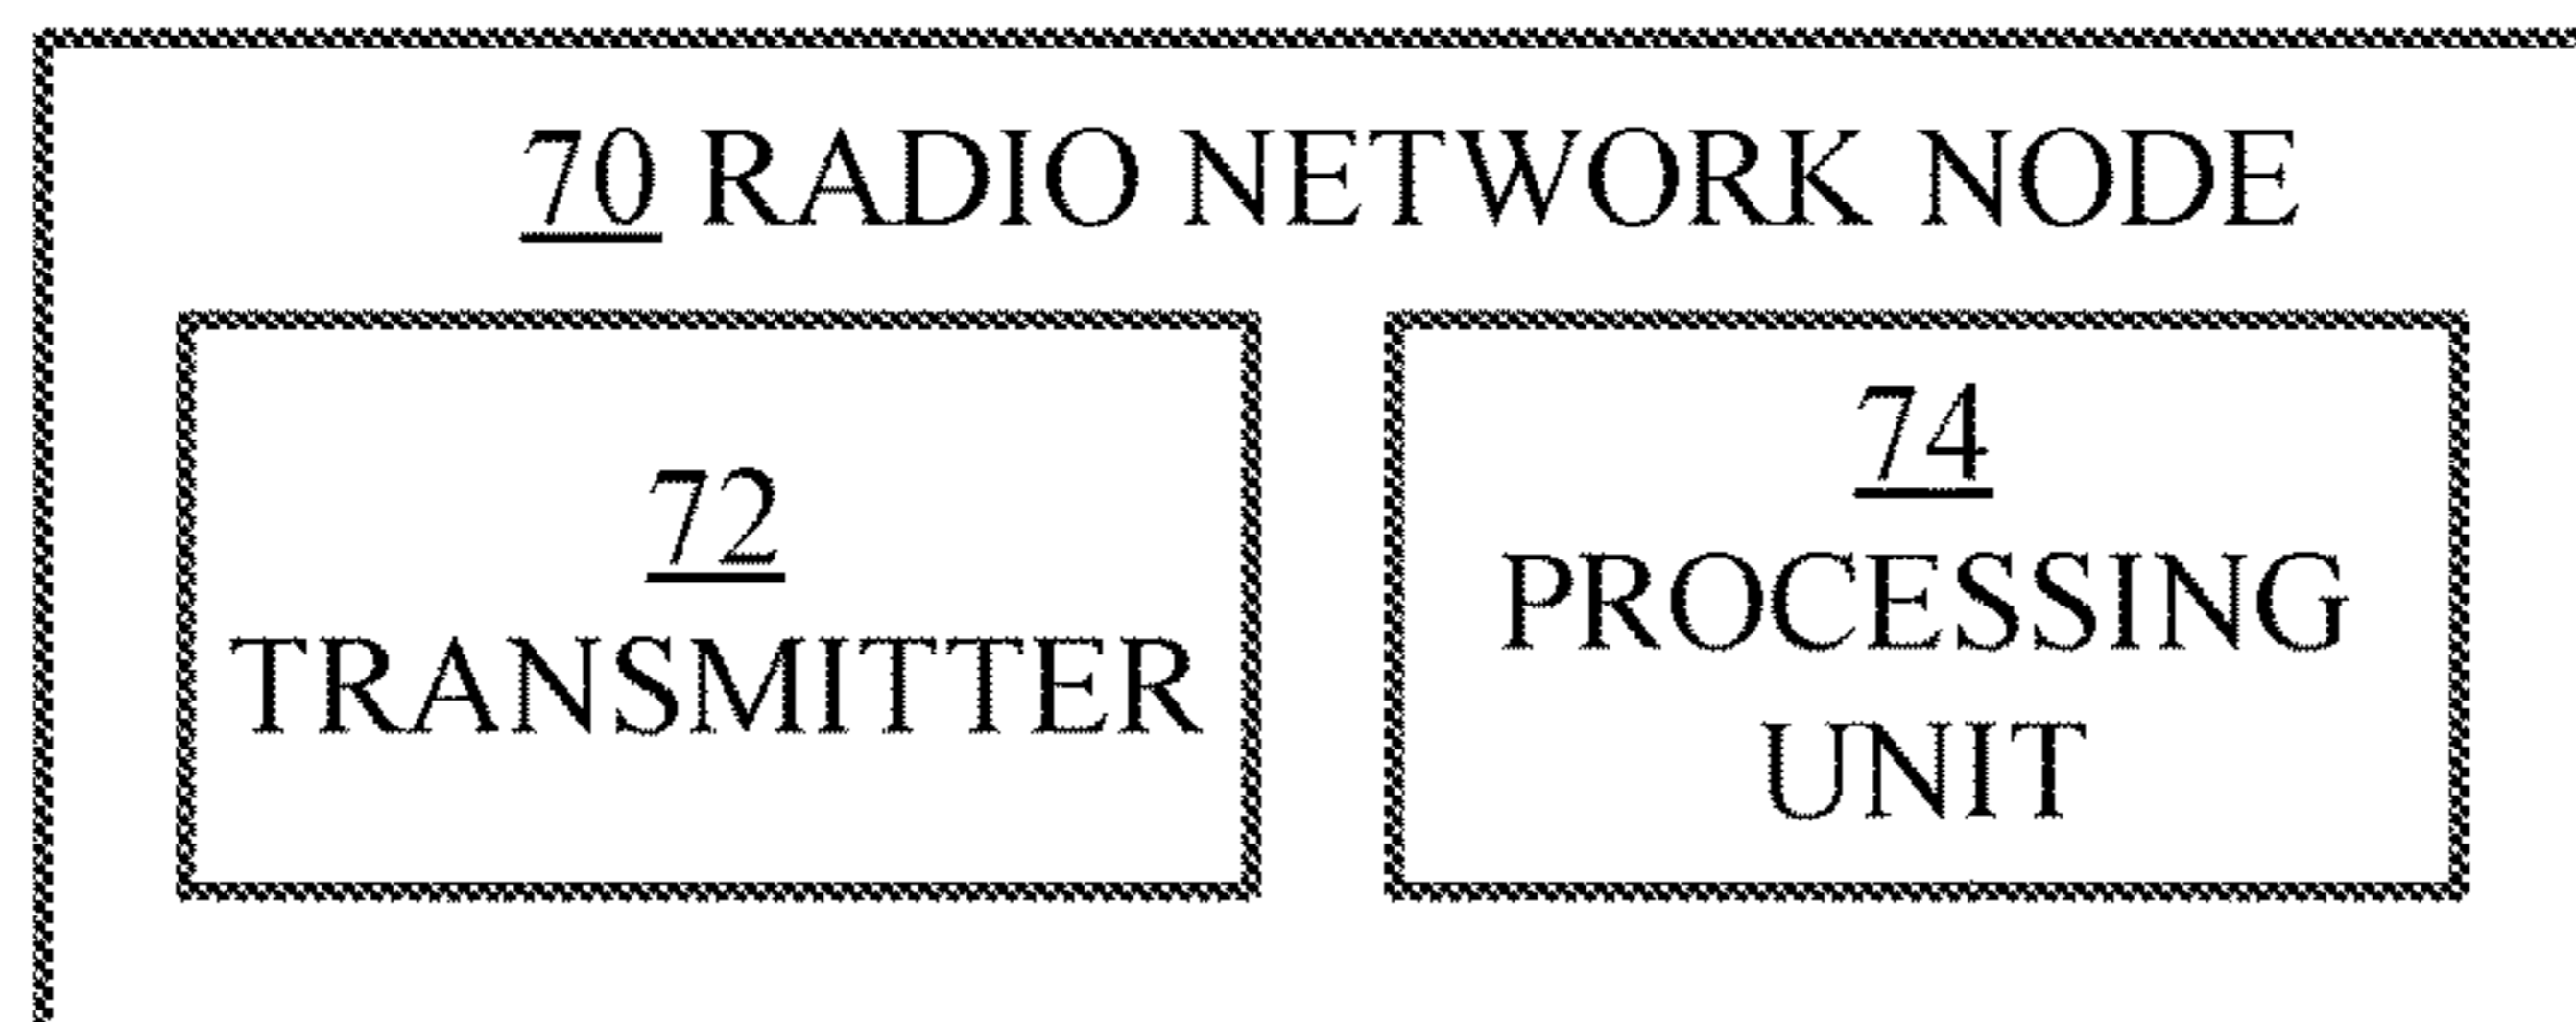 70 RADIO NETWORK NODE
72
TRANSMITTER
74
PROCESSING
UNIT